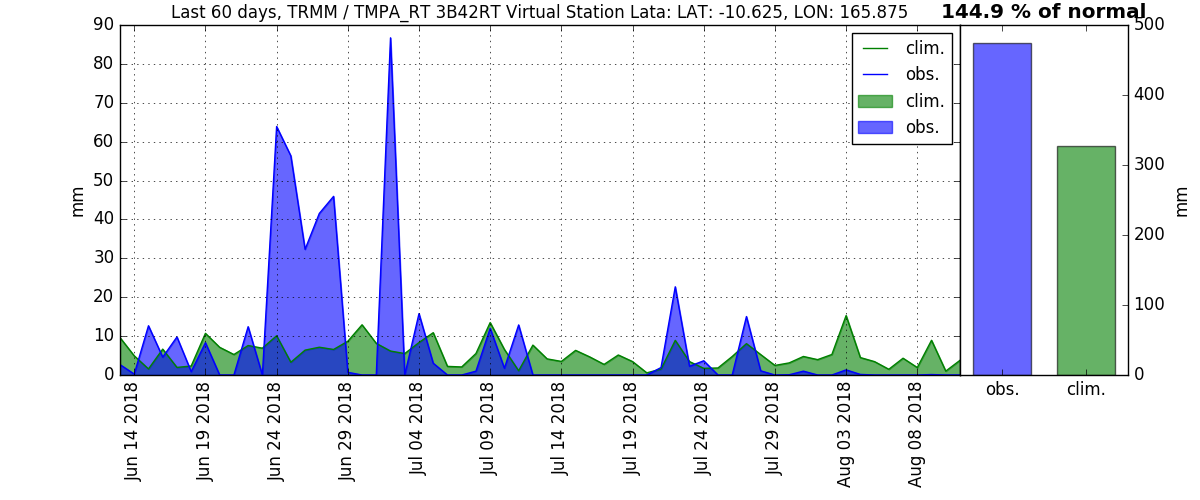 Last 60 days, TRMM / TMPA_RT 3B42RT Virtual Station Lata: LAT: -10.625, LON: 165.875
144.9 % of normal
90
80
70
60
50
40
30
20
10
0
mm
clim.
obs.
clim.
obs.
Jun 14 2018
Jun 19 2018
Jun 24 2018
Jun 29 2018
Jul 04 2018
Jul 09 2018
Jul 14 2018
Jul 19 2018
Jul 24 2018
Jul 29 2018
Aug 03 2018
Aug 08 2018
500
400
300
200
100
0
mm
obs.
clim.